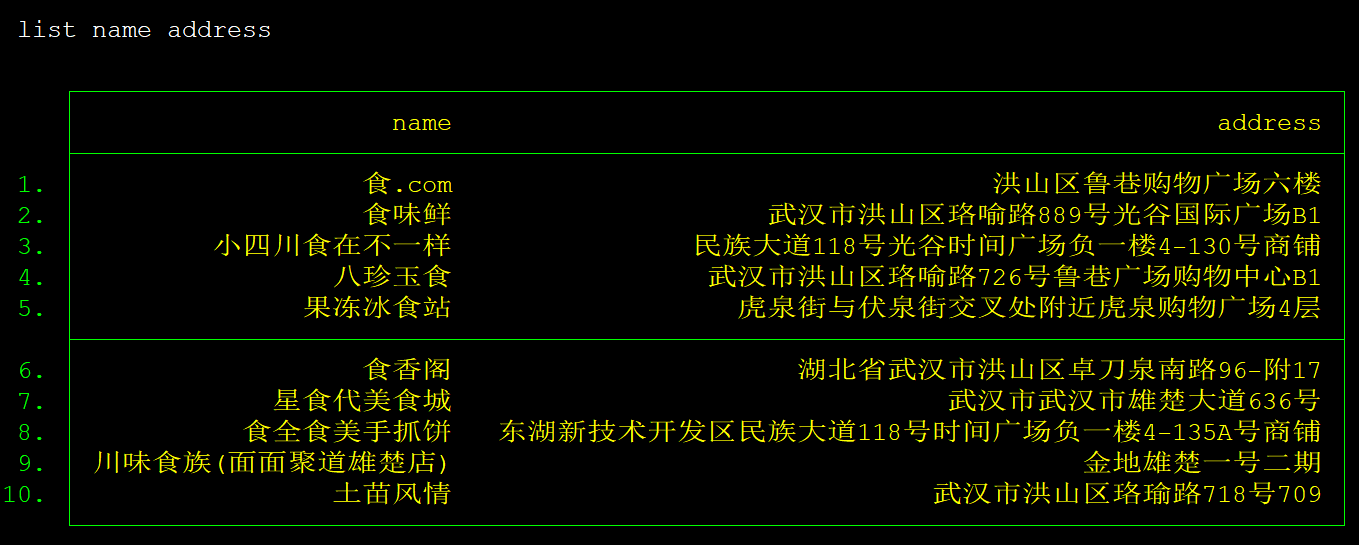 list name address
name address
1. 食.com 洪山区鲁巷购物广场六楼
2. 食味鲜 武汉市洪山区珞喻路889号光谷国际广场B1
3. 小四川食在不一样 民族大道118号光谷时间广场负一楼4-130号商铺
4. 八珍玉食 武汉市洪山区珞喻路726号鲁巷广场购物中心B1
5. 果冻冰食站 虎泉街与伏泉街交叉处附近虎泉购物广场4层
6. 食香阁 湖北省武汉市洪山区卓刀泉南路96-附17
7. 星食代美食城 武汉市武汉市雄楚大道636号
8. 食全食美手抓饼 东湖新技术开发区民族大道118号时间广场负一楼4-135A号商铺
9. 川味食族(面面聚道雄楚店) 金地雄楚一号二期
10. 土苗风情 武汉市洪山区珞瑜路718号709